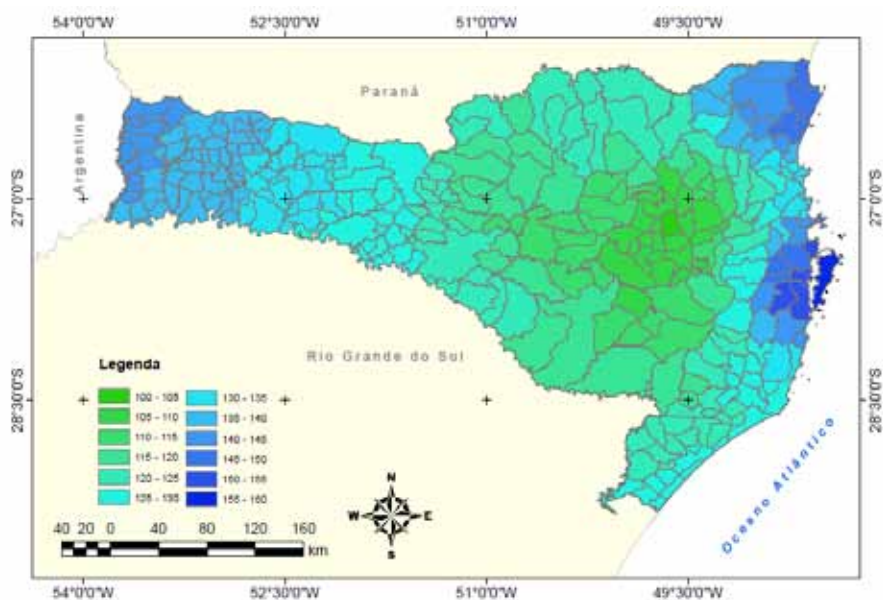 54°0'0"W 52°30'0"W 51°0'0"W 49°30'0"W
Paraná
Argentina
27°0'0"S 27°0'0"S
Rio Grande do Sul
Legenda
100 - 105 130 - 135
105 - 110 135 - 140
110 - 115 140 - 145
115 - 120 145 - 150
120 - 125 150 - 155
125 - 130 155 - 160
28°30'0"S 28°30'0"S
Oceano Atlântico
N
W E
S
40 20 0 40 80 120 160
km
54°0'0"W 52°30'0"W 51°0'0"W 49°30'0"W